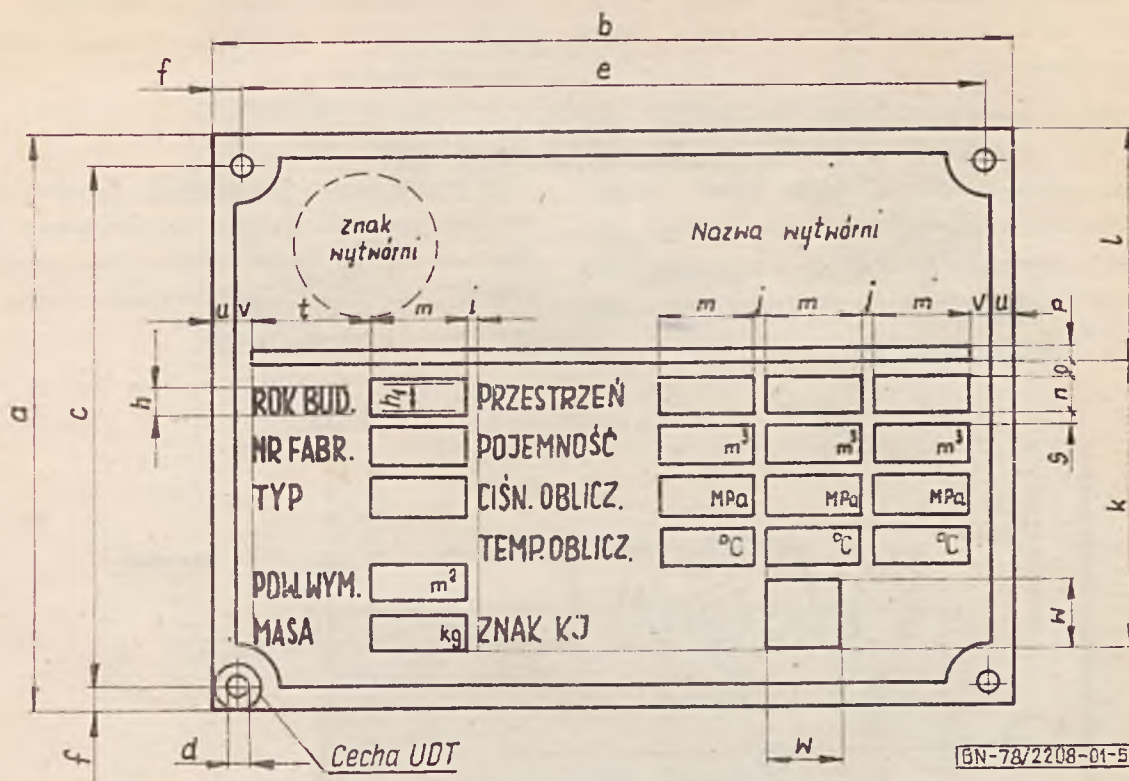 b
f e
znak
wytwórni
Nazwa wytwórni
l
u v t m i m j m j m v u p
a c h ROK BUD. h1 PRZESTRZEŃ n
NR FABR. POJEMNOŚĆ m³ m³ m³ g
TYP CIŚN. OBLICZ. MPa MPa MPa k
TEMP. OBLICZ. °C °C °C
POW. WYM. m²
MASA kg ZNAK KJ w
f d Cecha UDT w
BN-78/2208-01-5